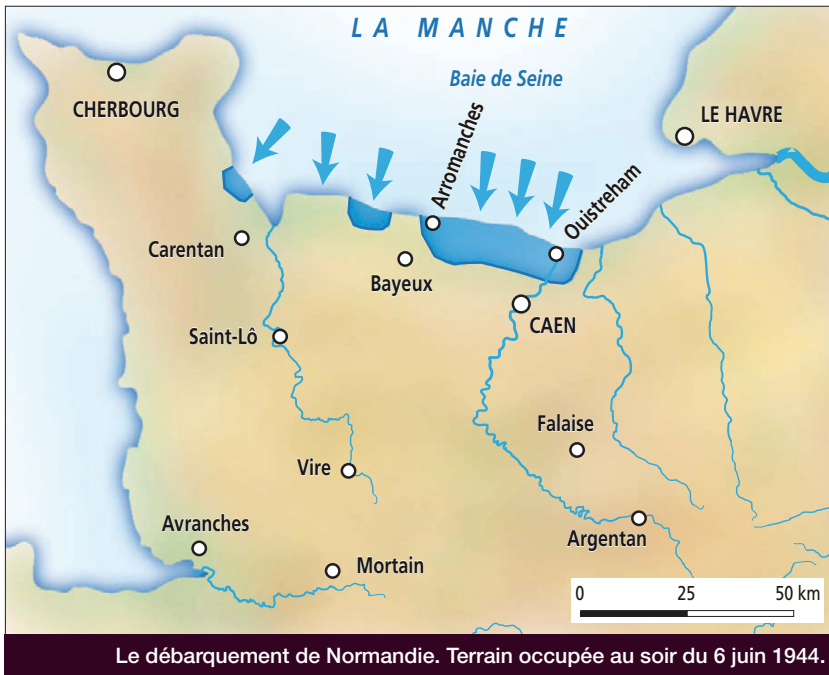 LA MANCHE
Baie de Seine
CHERBOURG
LE HAVRE
Arromanches
Ouistreham
Carentan
Bayeux
CAEN
Saint-Lô
Falaise
Vire
Avranches
Argentan
Mortain
0 25 50 km
Le débarquement de Normandie. Terrain occupée au soir du 6 juin 1944.